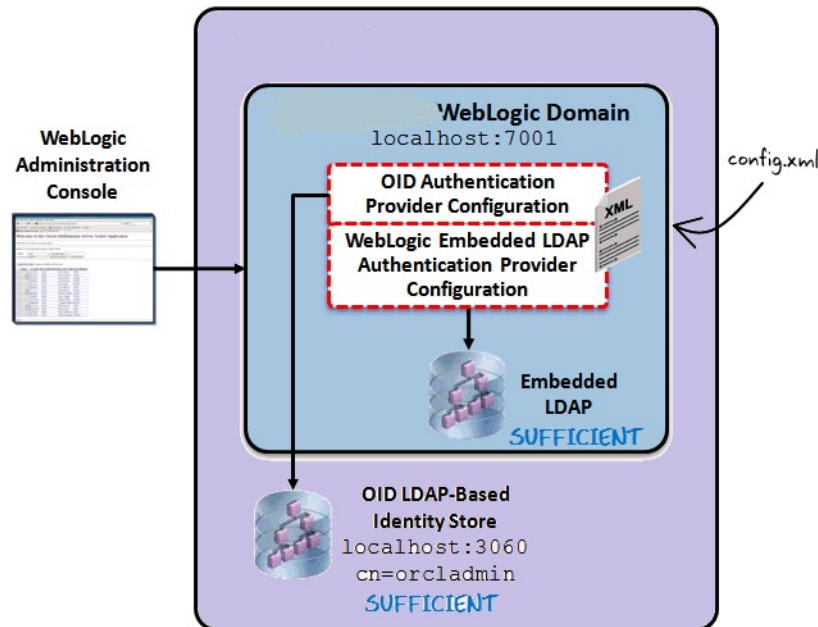 WebLogic
Administration
Console
WebLogic Domain
localhost:7001
OID Authentication
Provider Configuration
XML
WebLogic Embedded LDAP
Authentication Provider
Configuration
config.xml
Embedded
LDAP
SUFFICIENT
OID LDAP-Based
Identity Store
localhost:3060
cn=orcladmin
SUFFICIENT